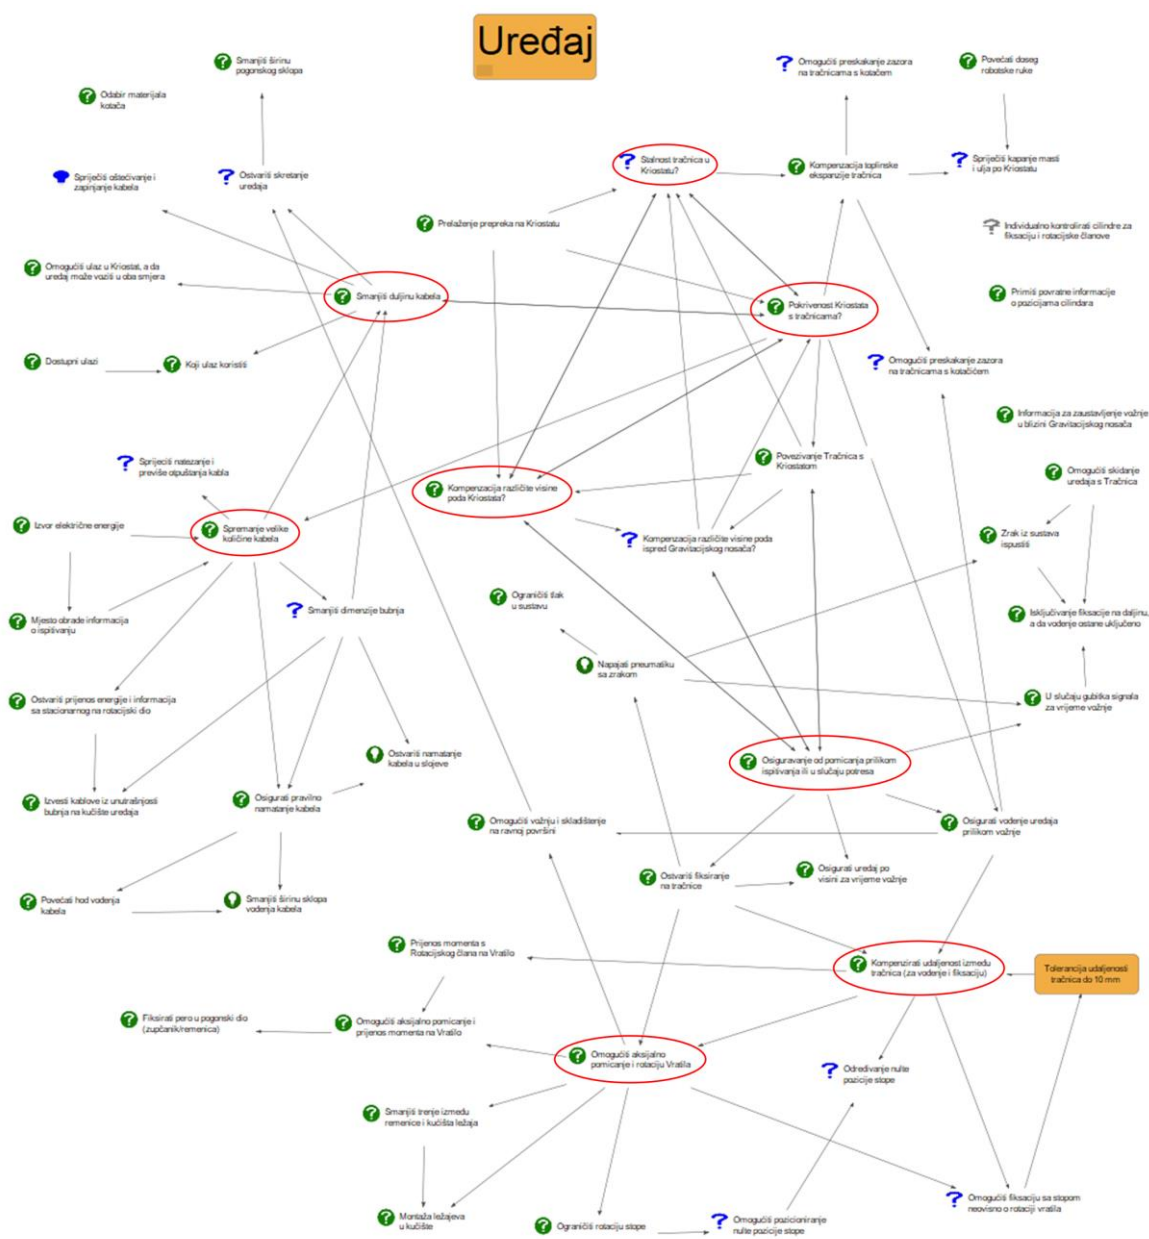 Uređaj
Smanjiti širinu
pogonskog sklopa
Omogućiti preskakanje zazora
na tračnicama s kotačem
Povećati doseg
robotske ruke
Odabir materijala
kotača
Stalnost tračnica u
Kriostatu?
Kompenzacija toplinske
ekspanzije tračnica
Spriječiti kapanje masti
i ulja po Kriostatu
Spriječiti oštećivanje i
zapinjanje kabela
Ostvariti skretanje
uređaja
Prelaženje prepreka na Kriostatu
Individualno kontrolirati cilindre za
fiksaciju i rotacijske članove
Omogućiti ulaz u Kriostat, a da
uređaj može voziti u oba smjera
Smanjiti duljinu kabela
Pokrivenost Kriostata
s tračnicama?
Primiti povratne informacije
o pozicijama cilindara
Dostupni ulazi
Koji ulaz koristiti
Omogućiti preskakanje zazora
na tračnicama s kotačićem
Informacija za zaustavljenje vožnje
u blizini Gravitacijskog nosača
Spriječiti natezanje i
previše otpuštanja kabla
Povezivanje Tračnica s
Kriostatom
Omogućiti skidanje
uređaja s Tračnica
Kompenzacija različite visine
poda Kriostata?
Izvor električne energije
Spremanje velike
količine kabela
Kompenzacija različite visine poda
ispred Gravitacijskog nosača?
Zrak iz sustava
ispustiti
Ograničiti tlak
u sustavu
Smanjiti dimenzije bubnja
Mjesto obrade informacija
o ispitivanju
Isključivanje fiksacije na daljinu,
a da vođenje ostane uključeno
Napajati pneumatiku
sa zrakom
Ostvariti prijenos energije i informacija
sa stacionarnog na rotacijski dio
U slučaju gubitka signala
za vrijeme vožnje
Ostvariti namatanje
kabela u slojeve
Osiguravanje od pomicanja prilikom
ispitivanja ili u slučaju potresa
Izvesti kablove iz unutrašnjosti
bubnja na kućište uređaja
Osigurati pravilno
namatanje kabela
Omogućiti vožnju i skladištenje
na ravnoj površini
Osigurati vođenje uređaja
prilikom vožnje
Ostvariti fiksiranje
na tračnice
Osigurati uređaj po
visini za vrijeme vožnje
Povećati hod vođenja
kabela
Smanjiti širinu sklopa
vođenja kabela
Prijenos momenta s
Rotacijskog člana na Vratilo
Kompenzirati udaljenost između
tračnica (za vođenje i fiksaciju)
Tolerancija udaljenosti
tračnica do 10 mm
Fiksirati pero u pogonski dio
(zupčanik/remenica)
Omogućiti aksijalno pomicanje i
prijenos momenta na Vratilo
Omogućiti aksijalno
pomicanje i rotaciju Vratila
Određivanje nulte
pozicije stope
Smanjiti trenje između
remenice i kućišta ležaja
Omogućiti fiksaciju sa stopom
neovisno o rotaciji vratila
Montaža ležajeva
u kućište
Ograničiti rotaciju stope
Omogućiti pozicioniranje
nulte pozicije stope